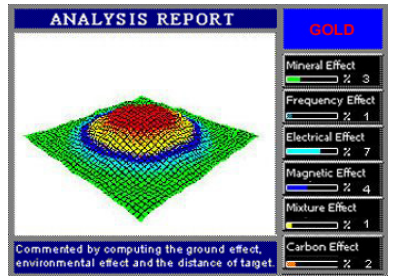 ANALYSIS REPORT
GOLD
Mineral Effect
% 3
Frequency Effect
% 1
Electrical Effect
% 7
Magnetic Effect
% 4
Mixture Effect
% 1
Carbon Effect
% 2
Commented by computing the ground effect,
environmental effect and the distance of target.